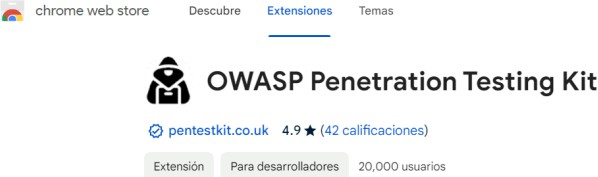 chrome web store Descubre Extensiones Temas
OWASP Penetration Testing Kit
pentestkit.co.uk 4.9 ★ (42 calificaciones)
Extensión Para desarrolladores 20,000 usuarios